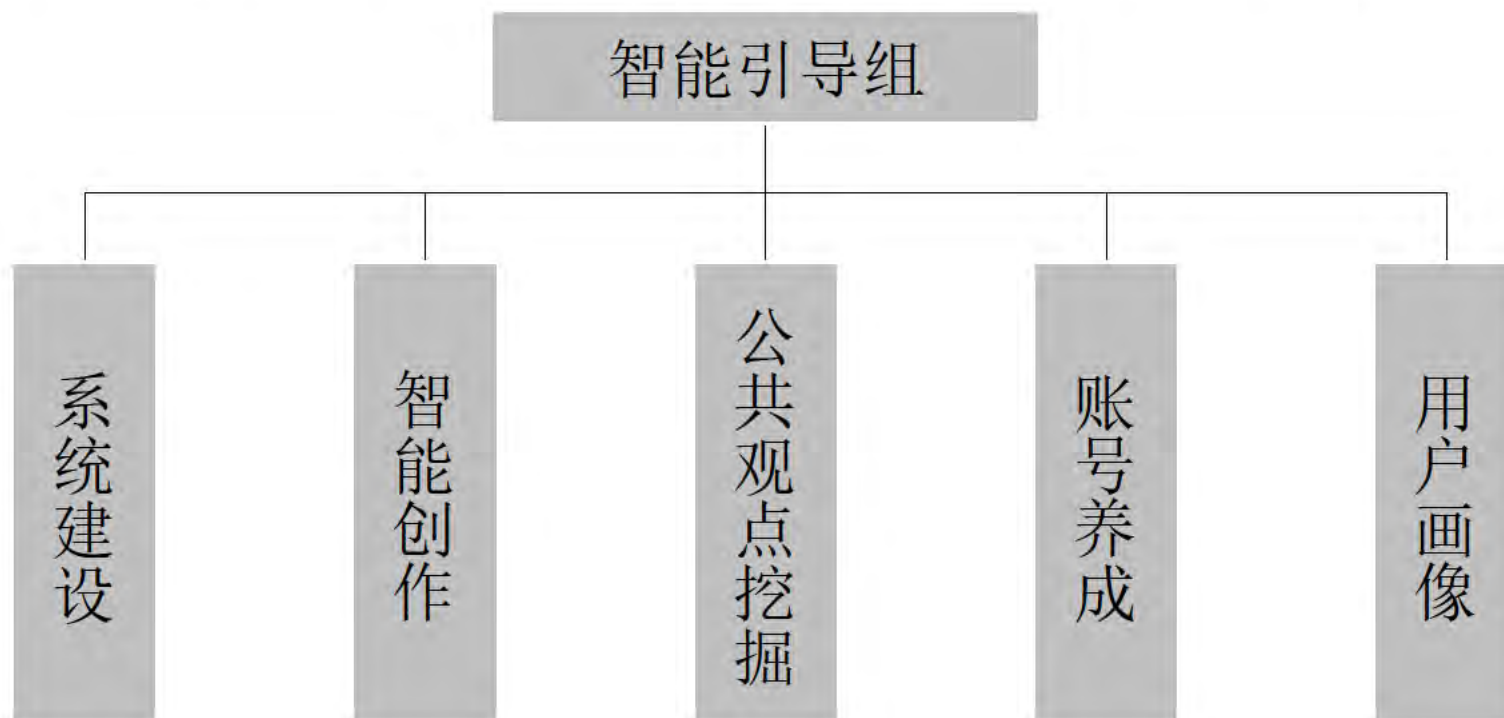 智能引导组
系统建设
智能创作
公共观点挖掘
账号养成
用户画像